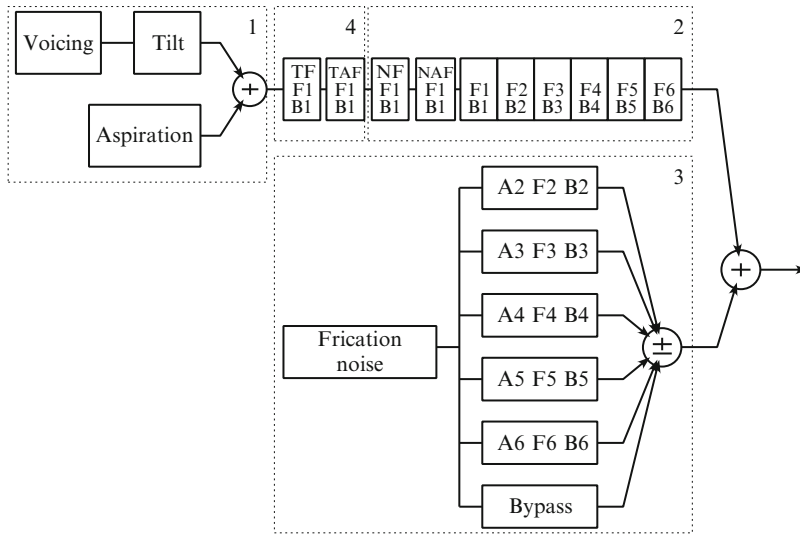 1
4
2
Voicing
Tilt
Aspiration
+
TF
F1
B1
TAF
F1
B1
NF
F1
B1
NAF
F1
B1
F1
B1
F2
B2
F3
B3
F4
B4
F5
B5
F6
B6
3
A2 F2 B2
A3 F3 B3
A4 F4 B4
A5 F5 B5
A6 F6 B6
Bypass
Frication
noise
±
+